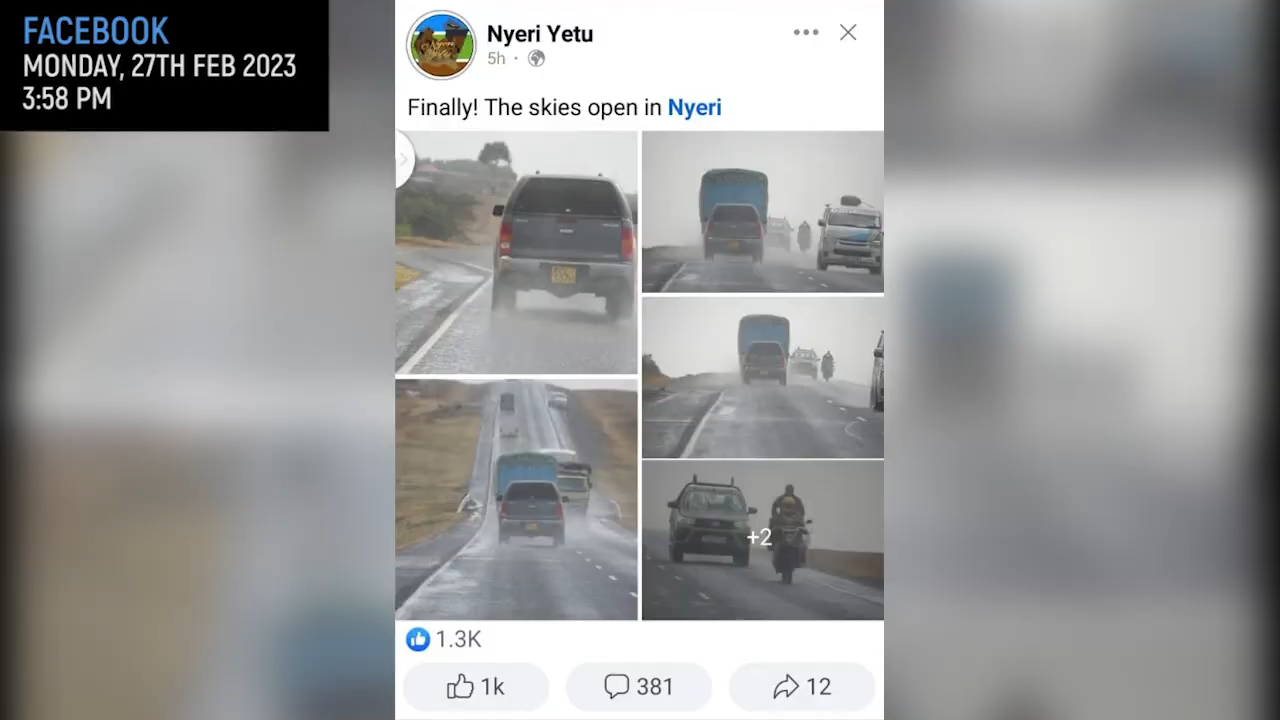 FACEBOOK
MONDAY, 27TH FEB 2023
3:58 PM
Nyeri Yetu
5h ·
Finally! The skies open in Nyeri
+2
1.3K
1k
381
12